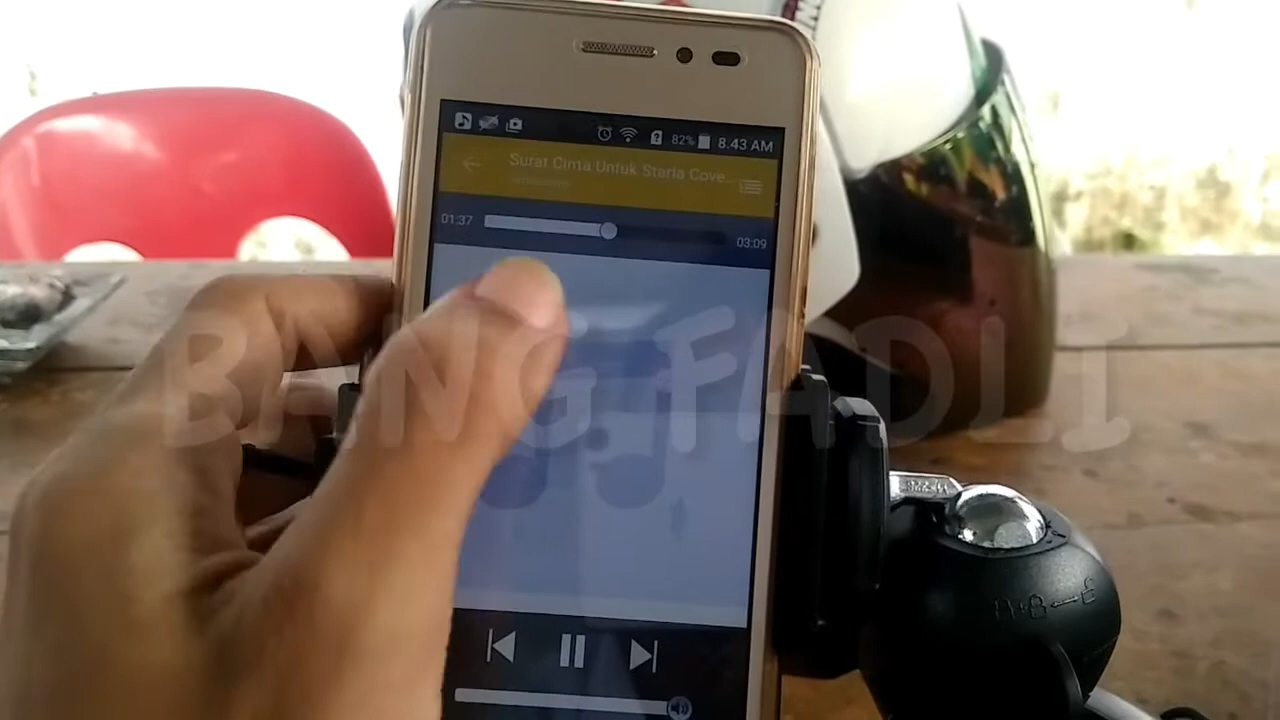 82% 8.43 AM
Surat Cinta Untuk Starla Cove...
01:37
03:09
BANG FADLI